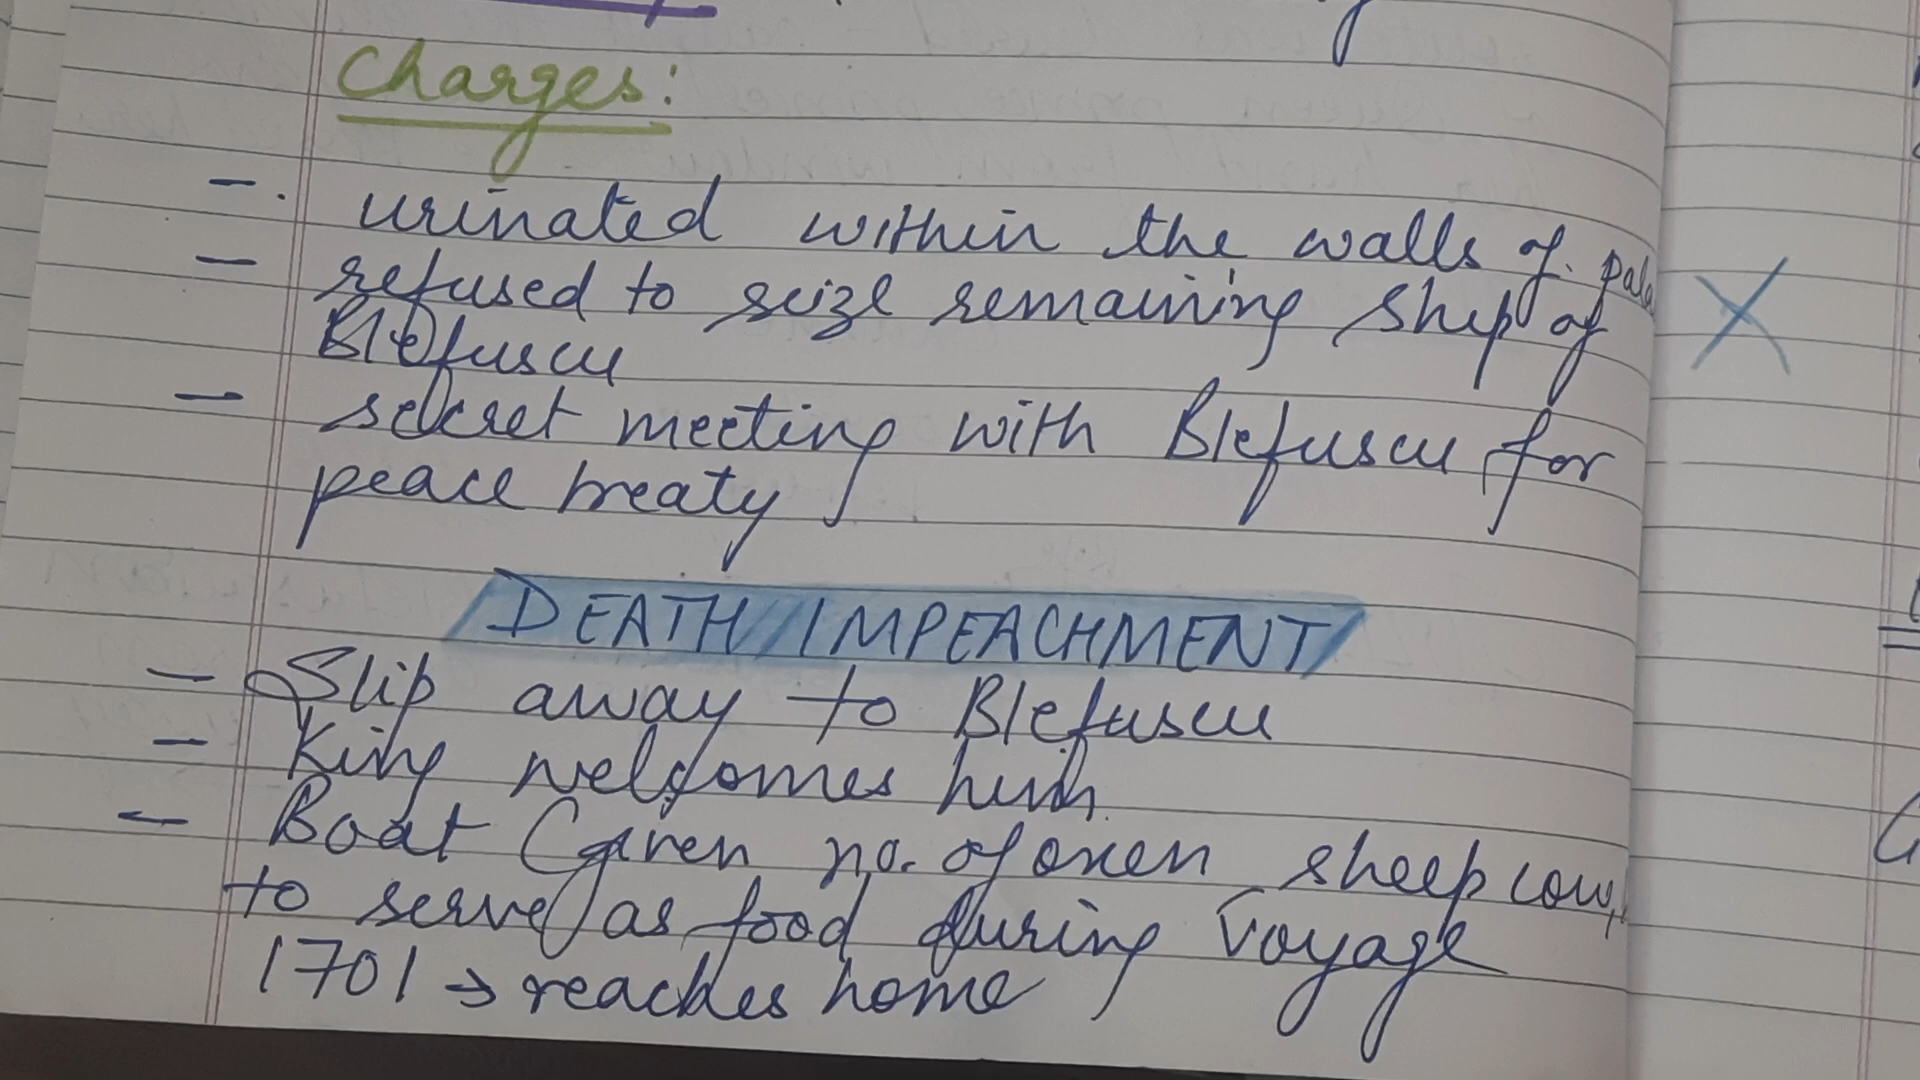 Charges:
- urinated within the walls of. pala
- refused to seize remaining ship of
Blefuscu
- secret meeting with Blefuscu for
peace treaty
DEATH/IMPEACHMENT
- Slip away to Blefuscu
- King welcomes him
- Boat (given no. of oxen sheep cow,
to serve as food during voyage
1701 → reaches home